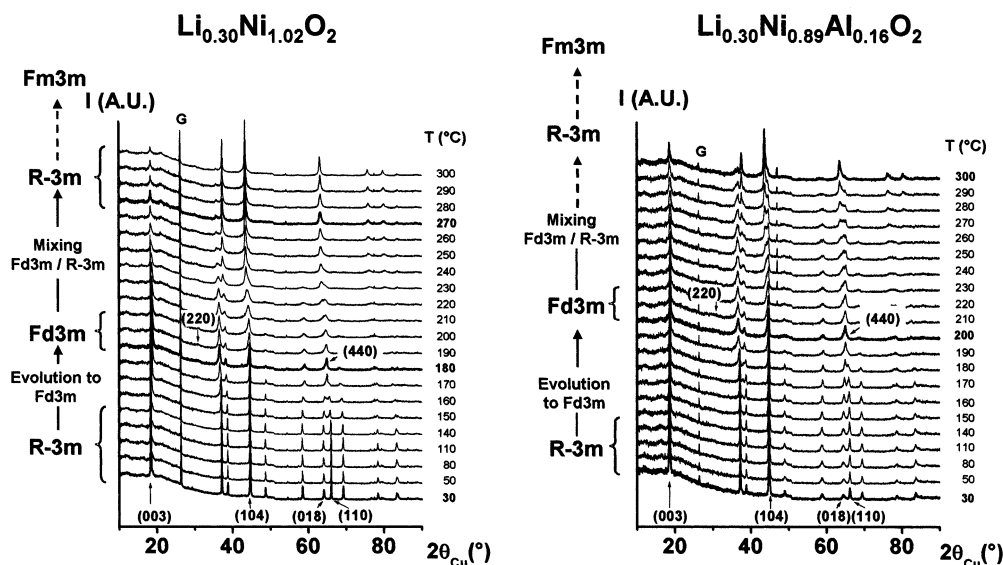 Li0.30Ni1.02O2
Fm3m
I (A.U.)
G
T (°C)
R-3m
Mixing
Fd3m / R-3m
Fd3m
Evolution to
Fd3m
R-3m
(220)
(440)
300
290
280
270
260
250
240
230
220
210
200
190
180
170
160
150
140
110
80
50
30
(003)
(104)
(018)
(110)
20
40
60
80
2θCu(°)
Li0.30Ni0.89Al0.16O2
Fm3m
I (A.U.)
R-3m
G
T (°C)
Mixing
Fd3m / R-3m
Fd3m
Evolution
to Fd3m
R-3m
(220)
(440)
300
290
280
270
260
250
240
230
220
210
200
190
180
170
160
150
140
110
80
50
30
(003)
(104)
(018)(110)
20
40
60
80
2θCu(°)